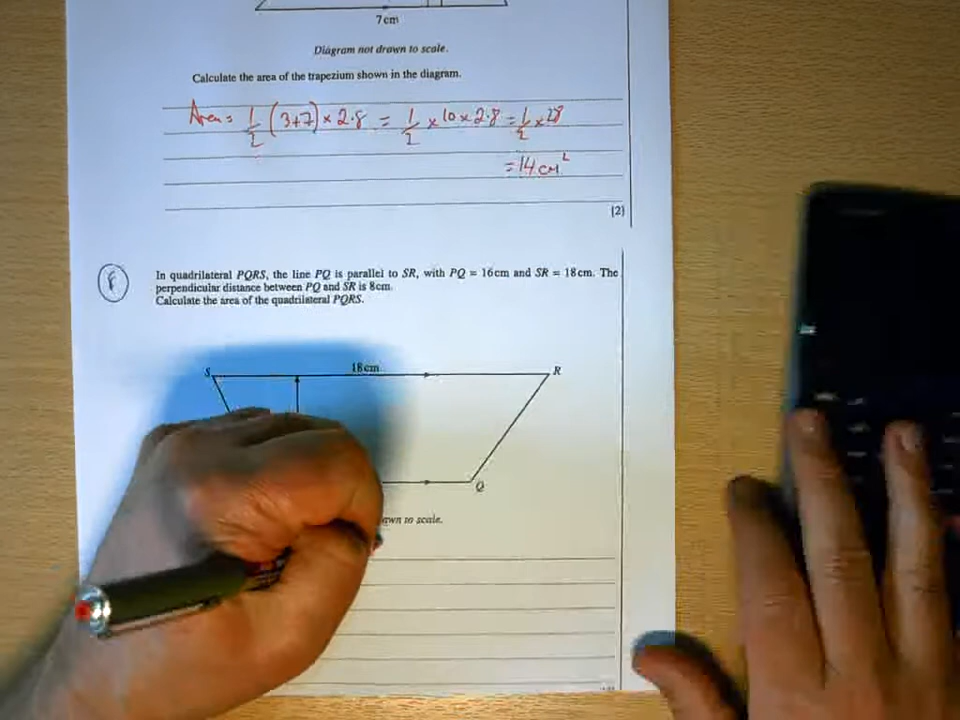 7cm
Diagram not drawn to scale.
Calculate the area of the trapezium shown in the diagram.
Area = 1/2 (3+7) × 2.8 = 1/2 × 10 × 2.8 = 1/2 × 28
= 14 cm²
(2)
8
In quadrilateral PQRS, the line PQ is parallel to SR, with PQ = 16cm and SR = 18cm. The
perpendicular distance between PQ and SR is 8cm.
Calculate the area of the quadrilateral PQRS.
S 18cm R
Q
to scale.